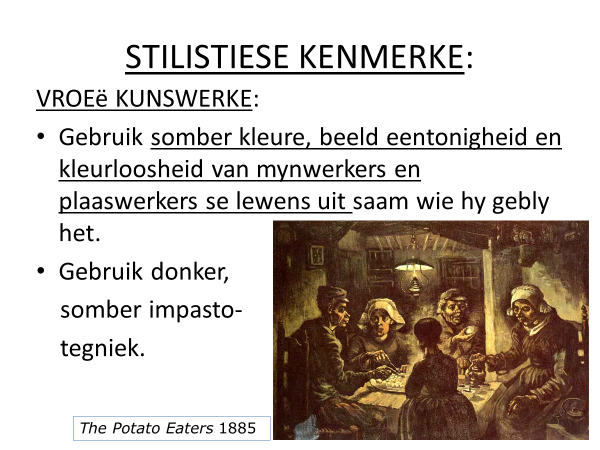 STILISTIESE KENMERKE:
VROEë KUNSWERKE:
• Gebruik somber kleure, beeld eentonigheid en
kleurloosheid van mynwerkers en
plaaswerkers se lewens uit saam wie hy gebly
het.
• Gebruik donker,
somber impasto-
tegniek.
The Potato Eaters 1885